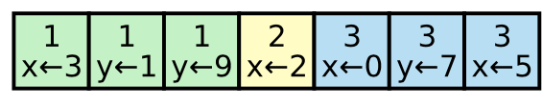 1 1 1 2 3 3 3
x←3 y←1 y←9 x←2 x←0 y←7 x←5